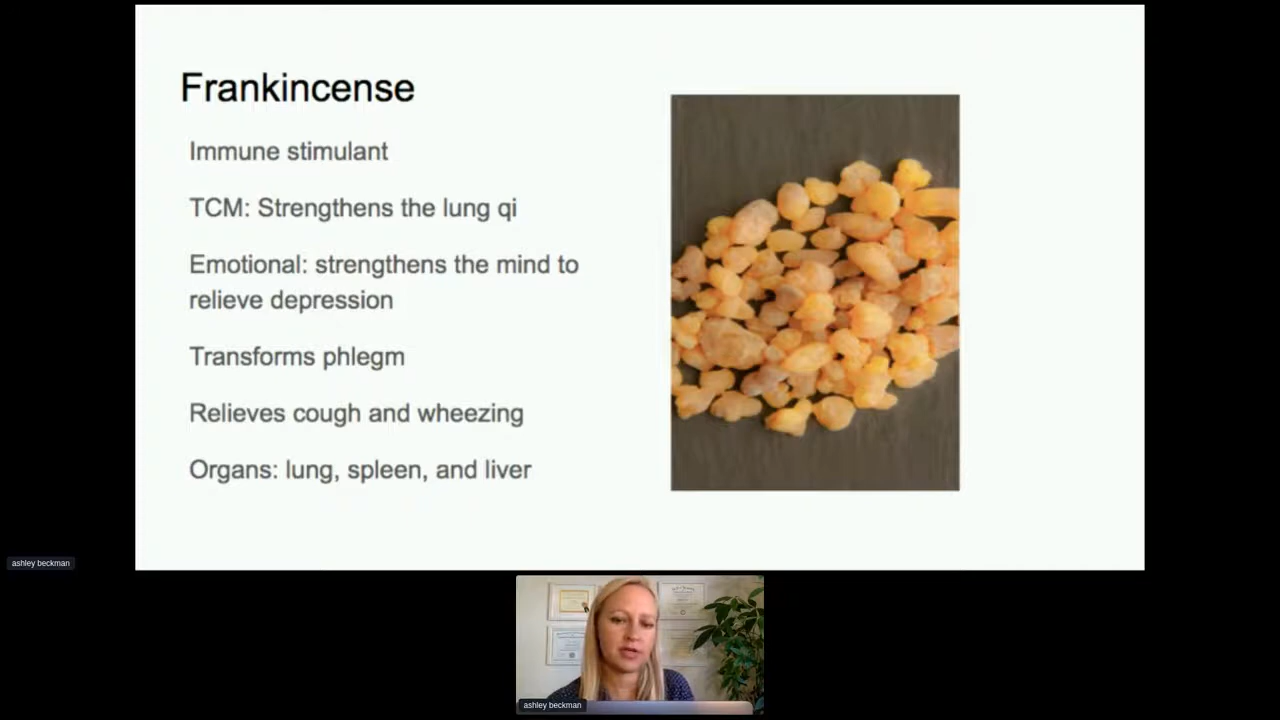 Frankincense
Immune stimulant
TCM: Strengthens the lung qi
Emotional: strengthens the mind to
relieve depression
Transforms phlegm
Relieves cough and wheezing
Organs: lung, spleen, and liver
ashley beckman
ashley beckman